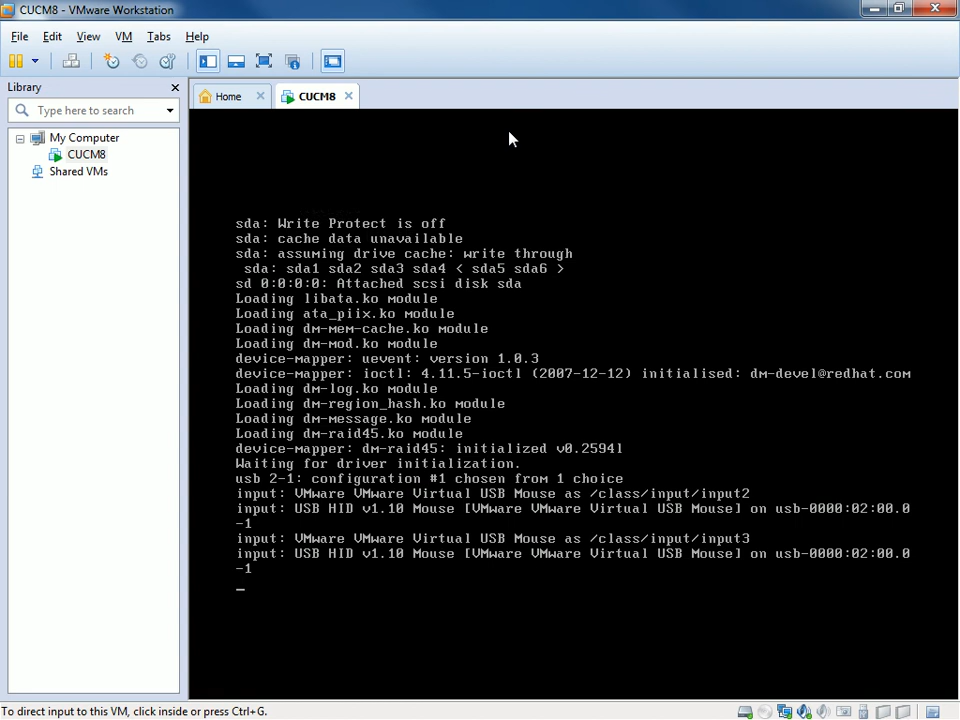 CUCM8 - VMware Workstation
File Edit View VM Tabs Help
Library
Type here to search
My Computer
CUCM8
Shared VMs
Home
CUCM8
sda: Write Protect is off
sda: cache data unavailable
sda: assuming drive cache: write through
sda: sda1 sda2 sda3 sda4 < sda5 sda6 >
sd 0:0:0:0: Attached scsi disk sda
Loading libata.ko module
Loading ata_piix.ko module
Loading dm-mem-cache.ko module
Loading dm-mod.ko module
device-mapper: uevent: version 1.0.3
device-mapper: ioctl: 4.11.5-ioctl (2007-12-12) initialised: dm-devel@redhat.com
Loading dm-log.ko module
Loading dm-region_hash.ko module
Loading dm-message.ko module
Loading dm-raid45.ko module
device-mapper: dm-raid45: initialized v0.2594l
Waiting for driver initialization.
usb 2-1: configuration #1 chosen from 1 choice
input: VMware VMware Virtual USB Mouse as /class/input/input2
input: USB HID v1.10 Mouse [VMware VMware Virtual USB Mouse] on usb-0000:02:00.0
-1
input: VMware VMware Virtual USB Mouse as /class/input/input3
input: USB HID v1.10 Mouse [VMware VMware Virtual USB Mouse] on usb-0000:02:00.0
-1
To direct input to this VM, click inside or press Ctrl+G.